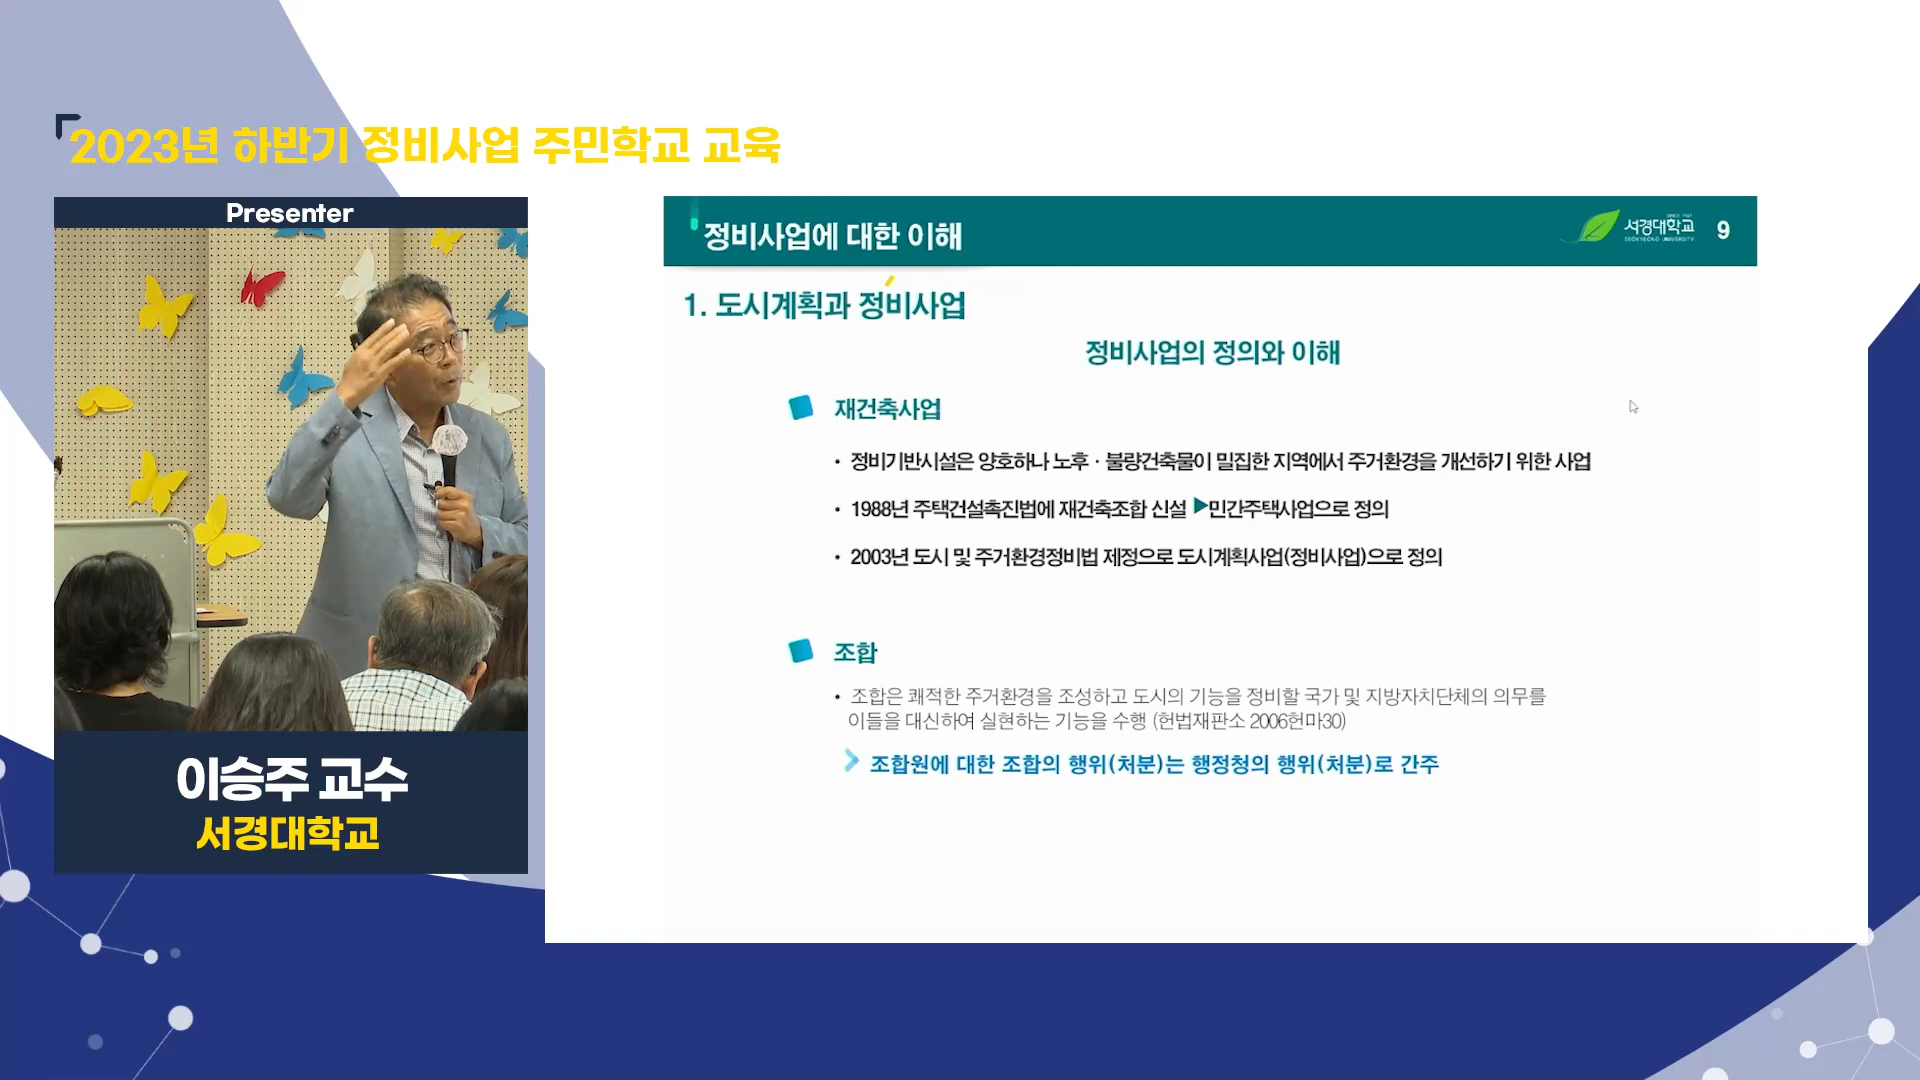 2023년 하반기 정비사업 주민학교 교육
Presenter
이승주 교수
서경대학교
정비사업에 대한 이해
SINCE 1947
서경대학교
SEOKYEONG UNIVERSITY
9
1. 도시계획과 정비사업
정비사업의 정의와 이해
재건축사업
• 정비기반시설은 양호하나 노후 · 불량건축물이 밀집한 지역에서 주거환경을 개선하기 위한 사업
• 1988년 주택건설촉진법에 재건축조합 신설 ▶민간주택사업으로 정의
• 2003년 도시 및 주거환경정비법 제정으로 도시계획사업(정비사업)으로 정의
조합
• 조합은 쾌적한 주거환경을 조성하고 도시의 기능을 정비할 국가 및 지방자치단체의 의무를
이들을 대신하여 실현하는 기능을 수행 (헌법재판소 2006헌마30)
조합원에 대한 조합의 행위(처분)는 행정청의 행위(처분)로 간주